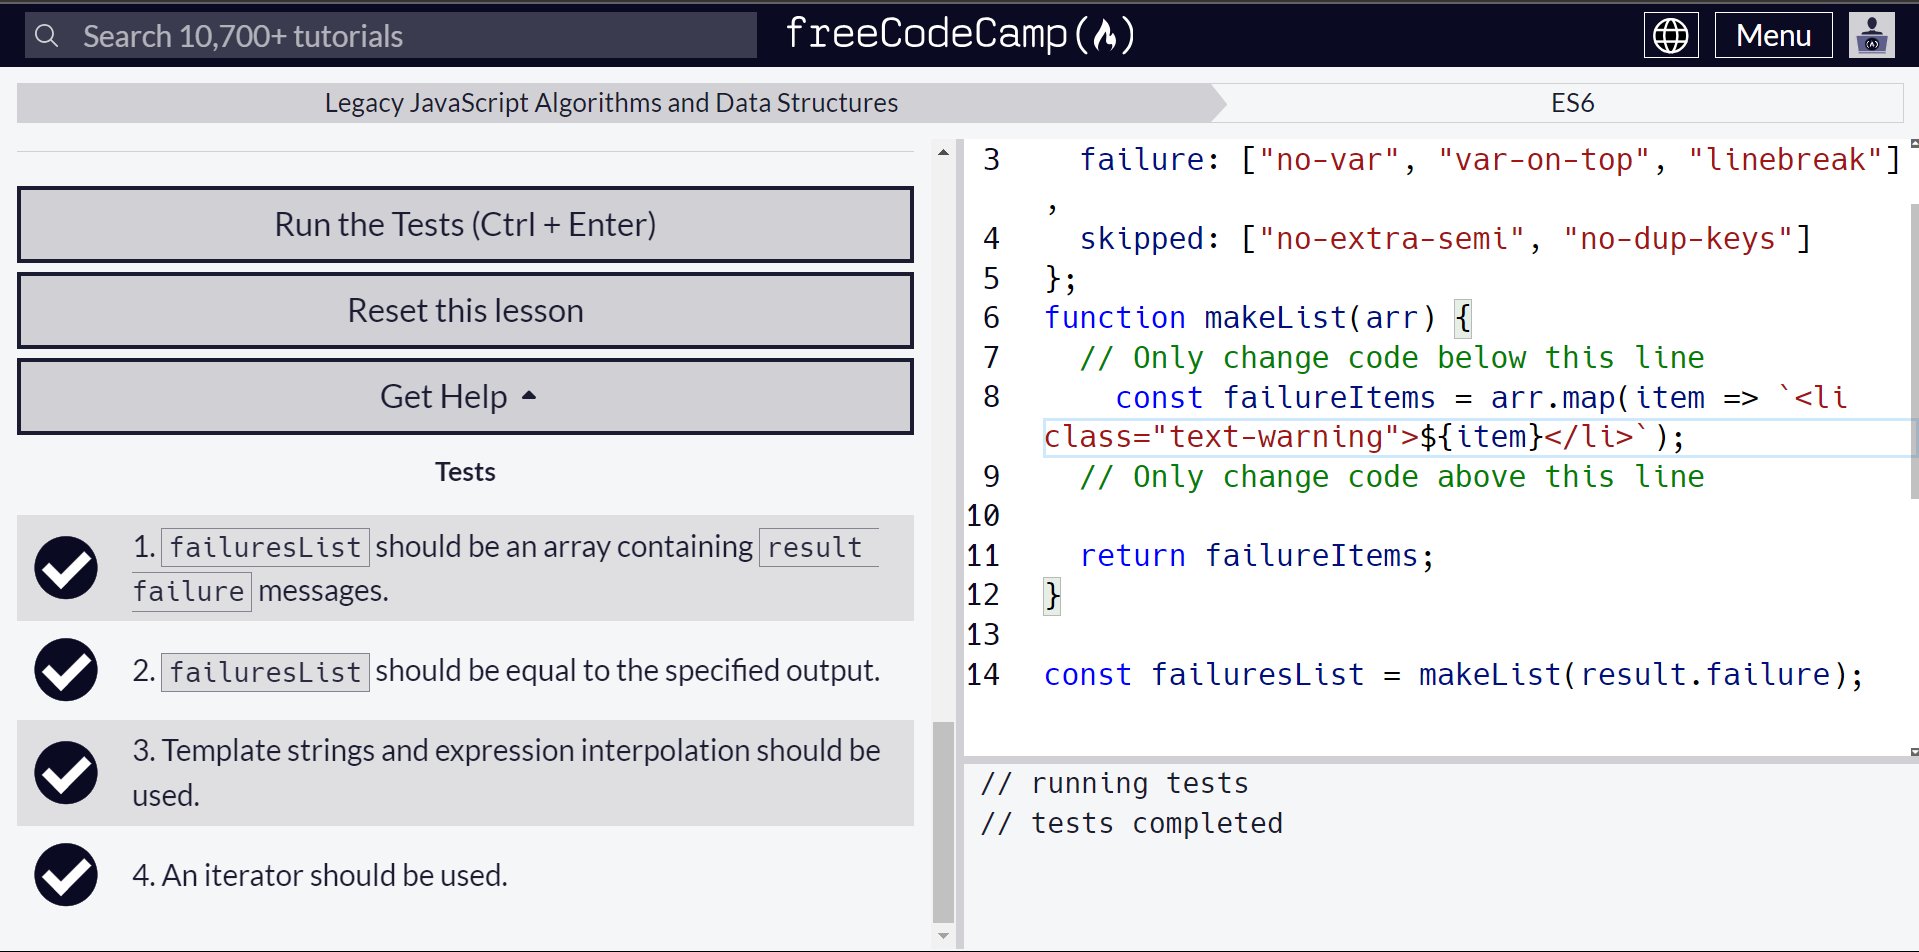 Search 10,700+ tutorials
freeCodeCamp(🔥)
Menu
Legacy JavaScript Algorithms and Data Structures
ES6
Run the Tests (Ctrl + Enter)
Reset this lesson
Get Help
Tests
1. failuresList should be an array containing result
failure messages.
2. failuresList should be equal to the specified output.
3. Template strings and expression interpolation should be
used.
4. An iterator should be used.
3 failure: ["no-var", "var-on-top", "linebreak"]
,
4 skipped: ["no-extra-semi", "no-dup-keys"]
5 };
6 function makeList(arr) {
7 // Only change code below this line
8 const failureItems = arr.map(item => `<li
class="text-warning">${item}</li>`);
9 // Only change code above this line
10
11 return failureItems;
12 }
13
14 const failuresList = makeList(result.failure);
// running tests
// tests completed